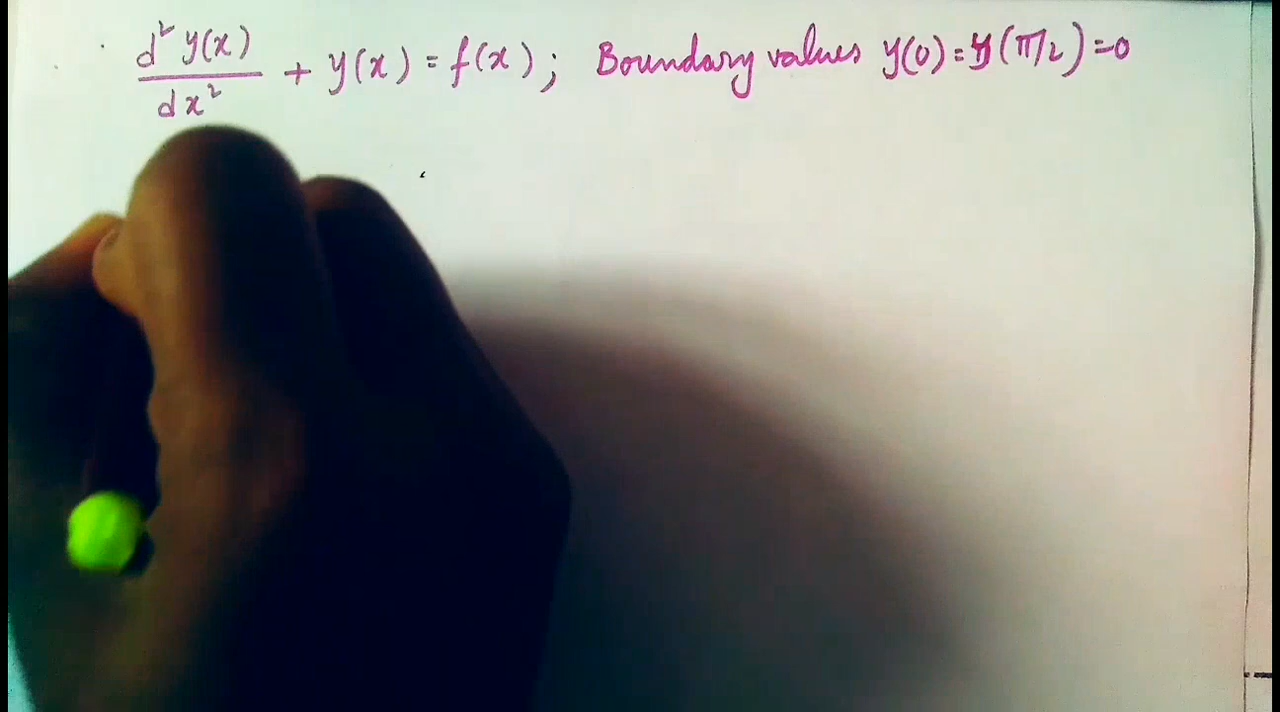 d²y(x)/dx² + y(x) = f(x); Boundary values y(0)=y(π/2)=0